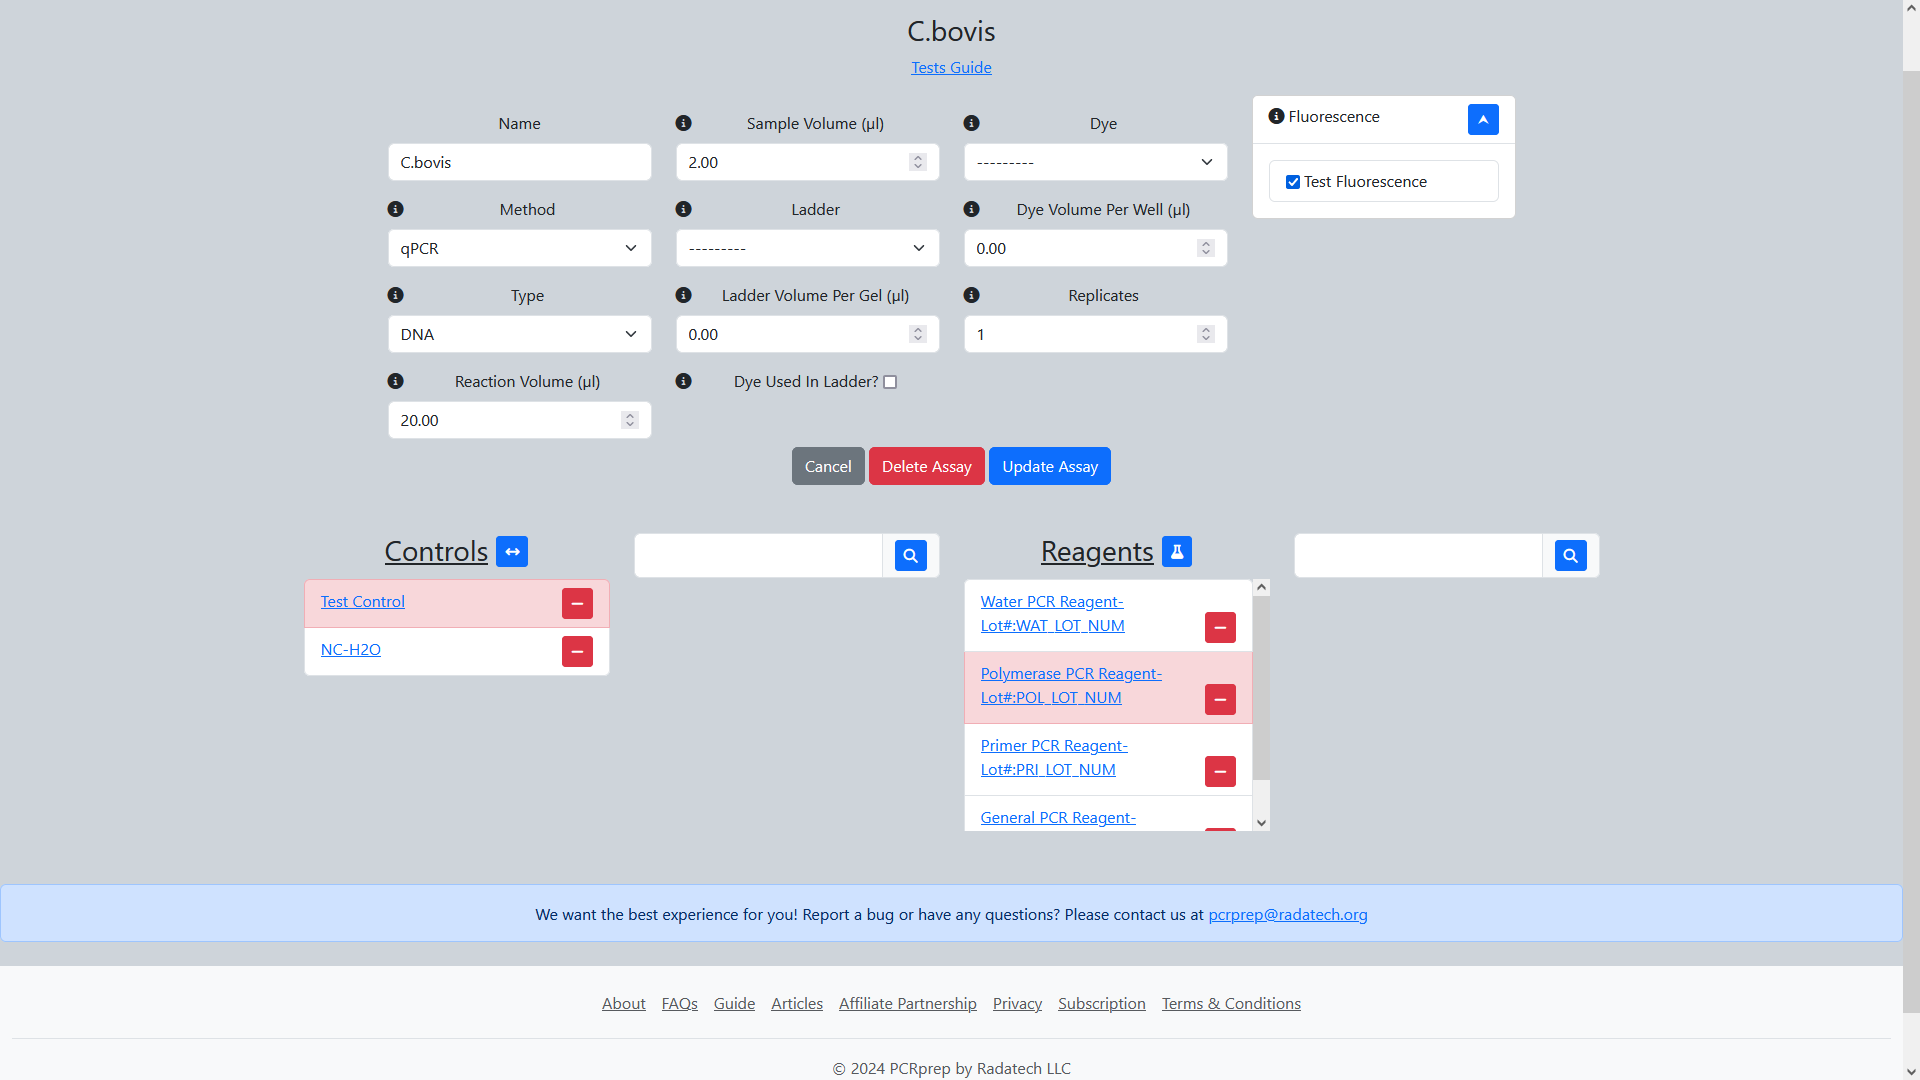 C.bovis
Tests Guide
Name
Sample Volume (µl)
Dye
Fluorescence
C.bovis
2.00
---------
Test Fluorescence
Method
Ladder
Dye Volume Per Well (µl)
qPCR
---------
0.00
Type
Ladder Volume Per Gel (µl)
Replicates
DNA
0.00
1
Reaction Volume (µl)
Dye Used In Ladder?
20.00
Cancel
Delete Assay
Update Assay
Controls
Test Control
NC-H2O
Reagents
Water PCR Reagent-
Lot#:WAT_LOT_NUM
Polymerase PCR Reagent-
Lot#:POL_LOT_NUM
Primer PCR Reagent-
Lot#:PRI_LOT_NUM
General PCR Reagent-
We want the best experience for you! Report a bug or have any questions? Please contact us at pcrprep@radatech.org
About FAQs Guide Articles Affiliate Partnership Privacy Subscription Terms & Conditions
© 2024 PCRprep by Radatech LLC